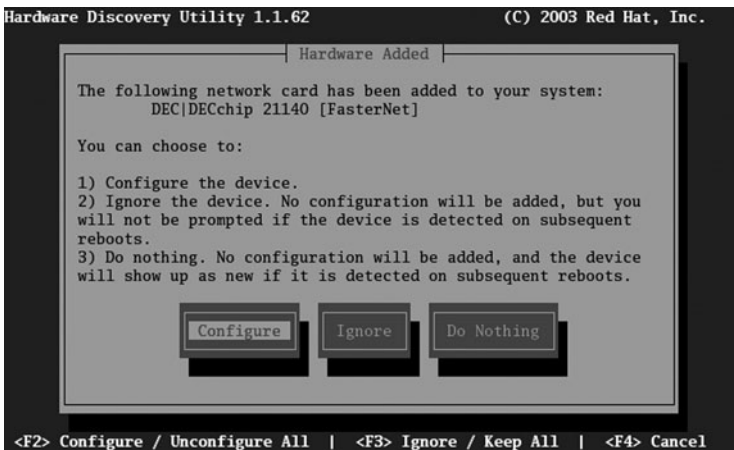 Hardware Discovery Utility 1.1.62 (C) 2003 Red Hat, Inc.
Hardware Added
The following network card has been added to your system:
DEC|DECchip 21140 [FasterNet]
You can choose to:
1) Configure the device.
2) Ignore the device. No configuration will be added, but you
will not be prompted if the device is detected on subsequent
reboots.
3) Do nothing. No configuration will be added, and the device
will show up as new if it is detected on subsequent reboots.
Configure Ignore Do Nothing
<F2> Configure / Unconfigure All | <F3> Ignore / Keep All | <F4> Cancel